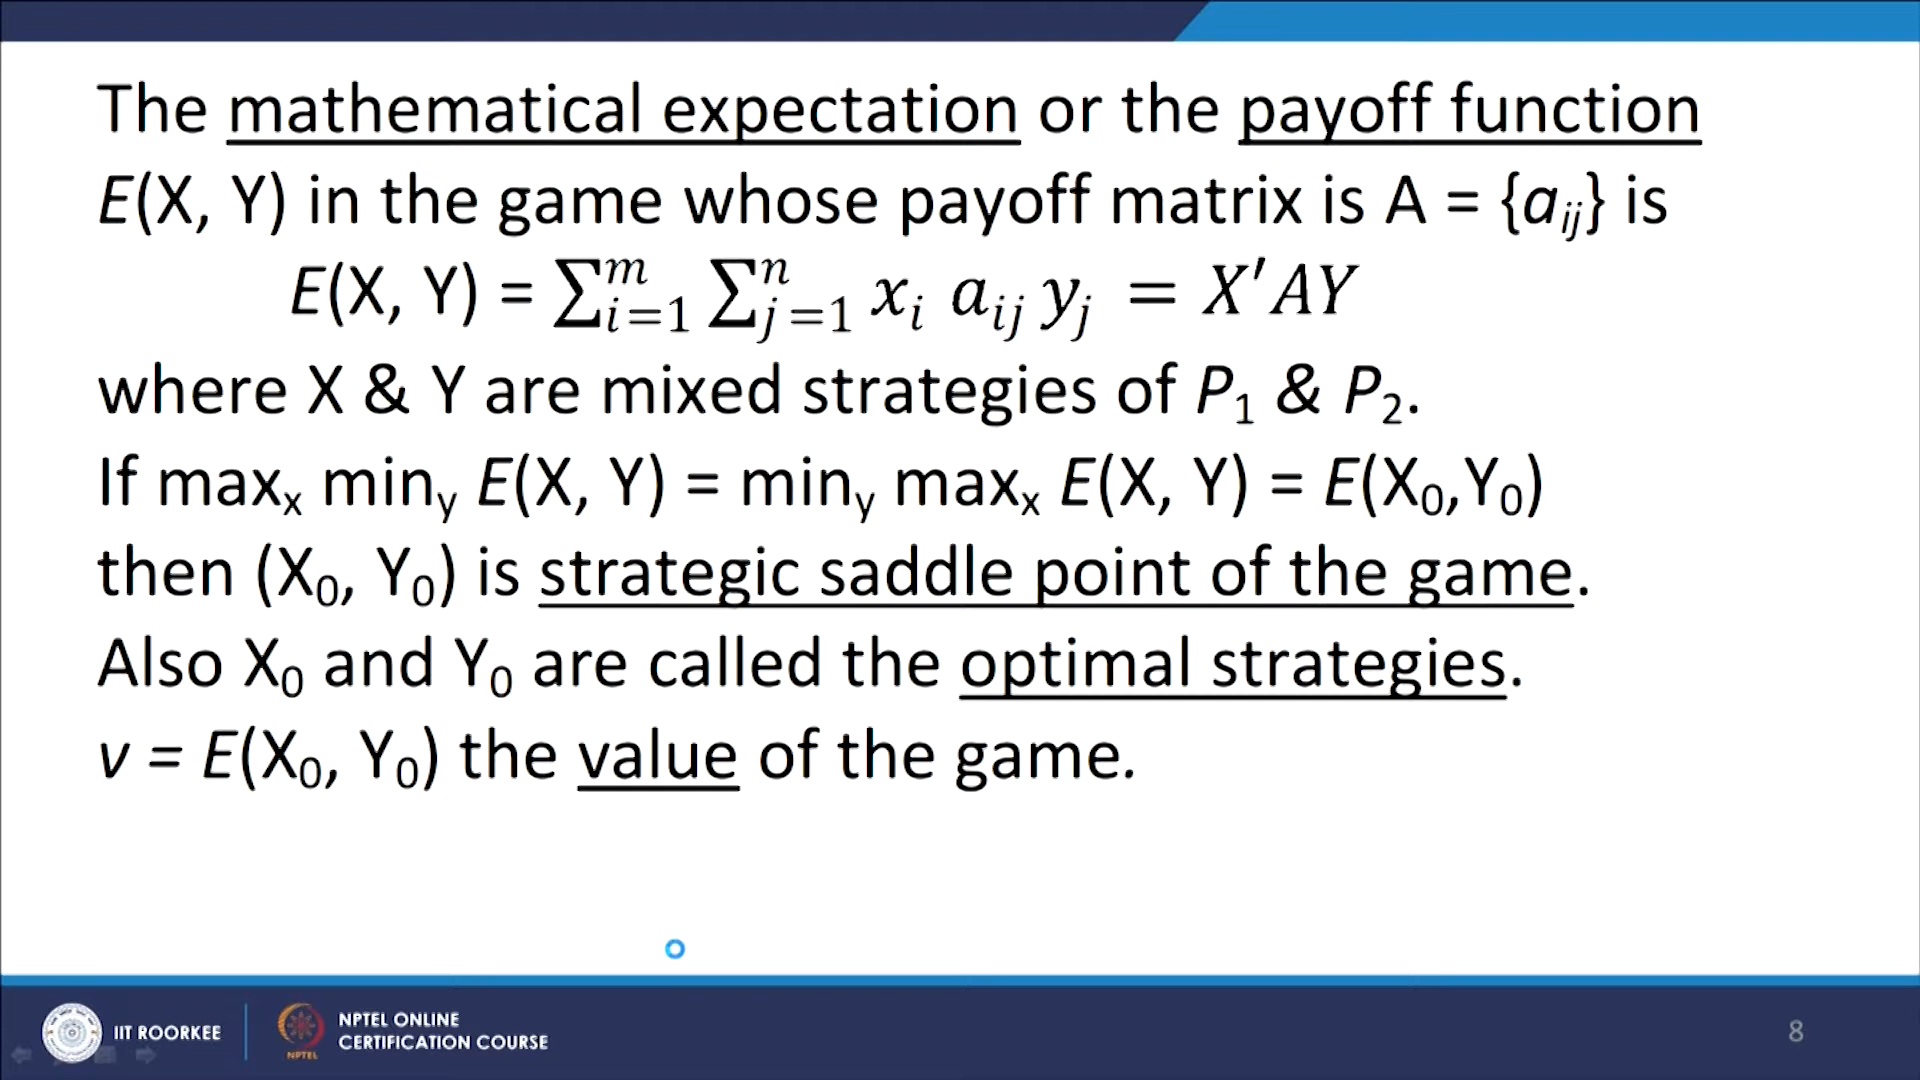 The mathematical expectation or the payoff function
E(X, Y) in the game whose payoff matrix is A = {aᵢⱼ} is
E(X, Y) = ∑ᵢ₌₁ᵐ ∑ⱼ₌₁ⁿ xᵢ aᵢⱼ yⱼ = X′AY
where X & Y are mixed strategies of P₁ & P₂.
If maxₓ min_y E(X, Y) = min_y maxₓ E(X, Y) = E(X₀,Y₀)
then (X₀, Y₀) is strategic saddle point of the game.
Also X₀ and Y₀ are called the optimal strategies.
v = E(X₀, Y₀) the value of the game.
IIT ROORKEE
NPTEL
NPTEL ONLINE
CERTIFICATION COURSE
8